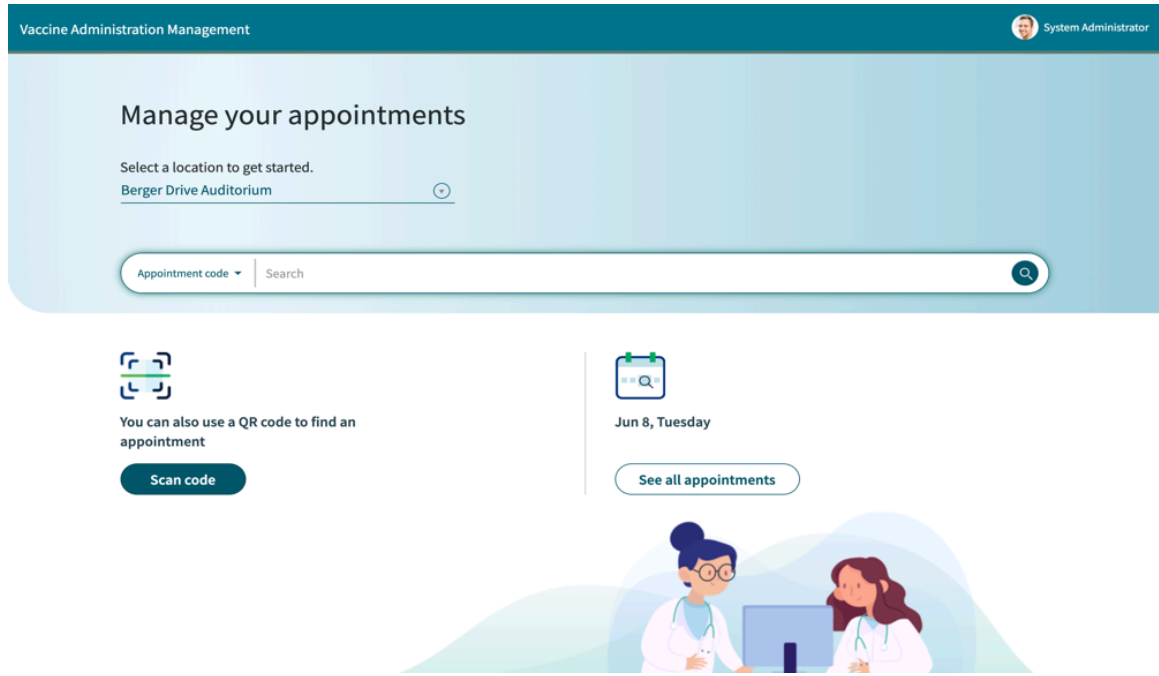 Vaccine Administration Management
System Administrator
Manage your appointments
Select a location to get started.
Berger Drive Auditorium
Appointment code
Search
You can also use a QR code to find an
appointment
Scan code
Jun 8, Tuesday
See all appointments